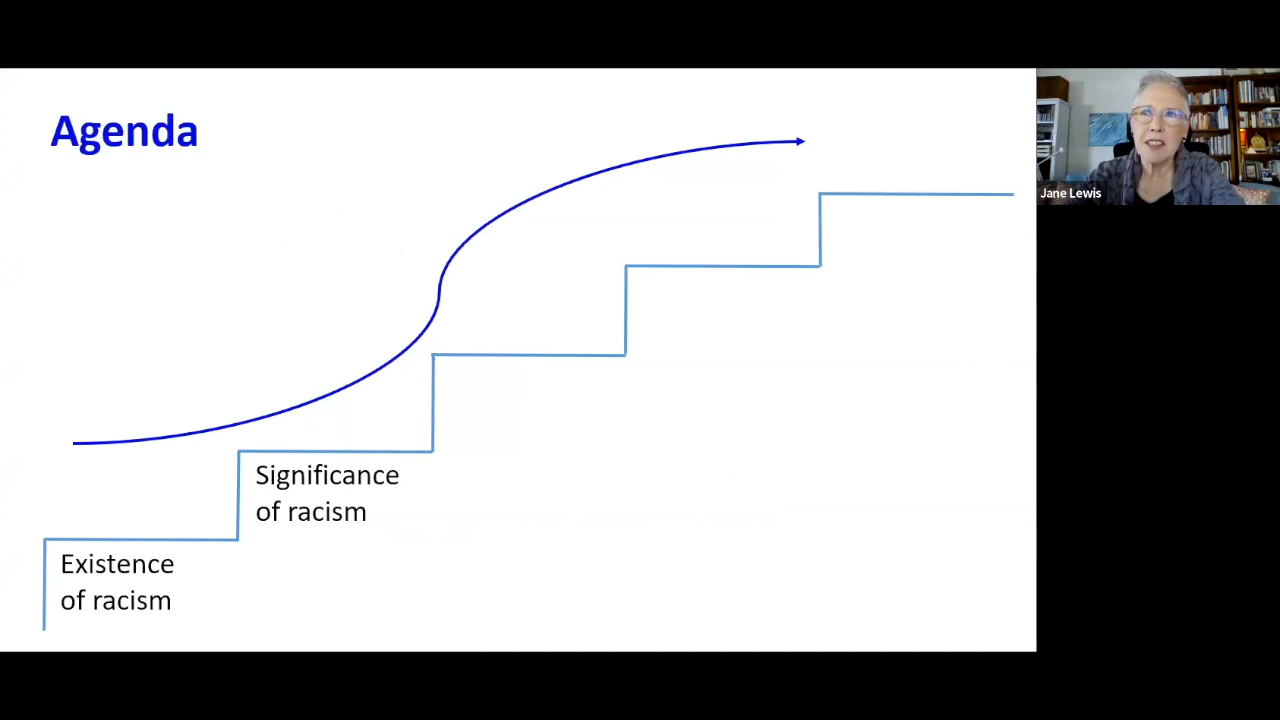 Agenda
Jane Lewis
Significance
of racism
Existence
of racism